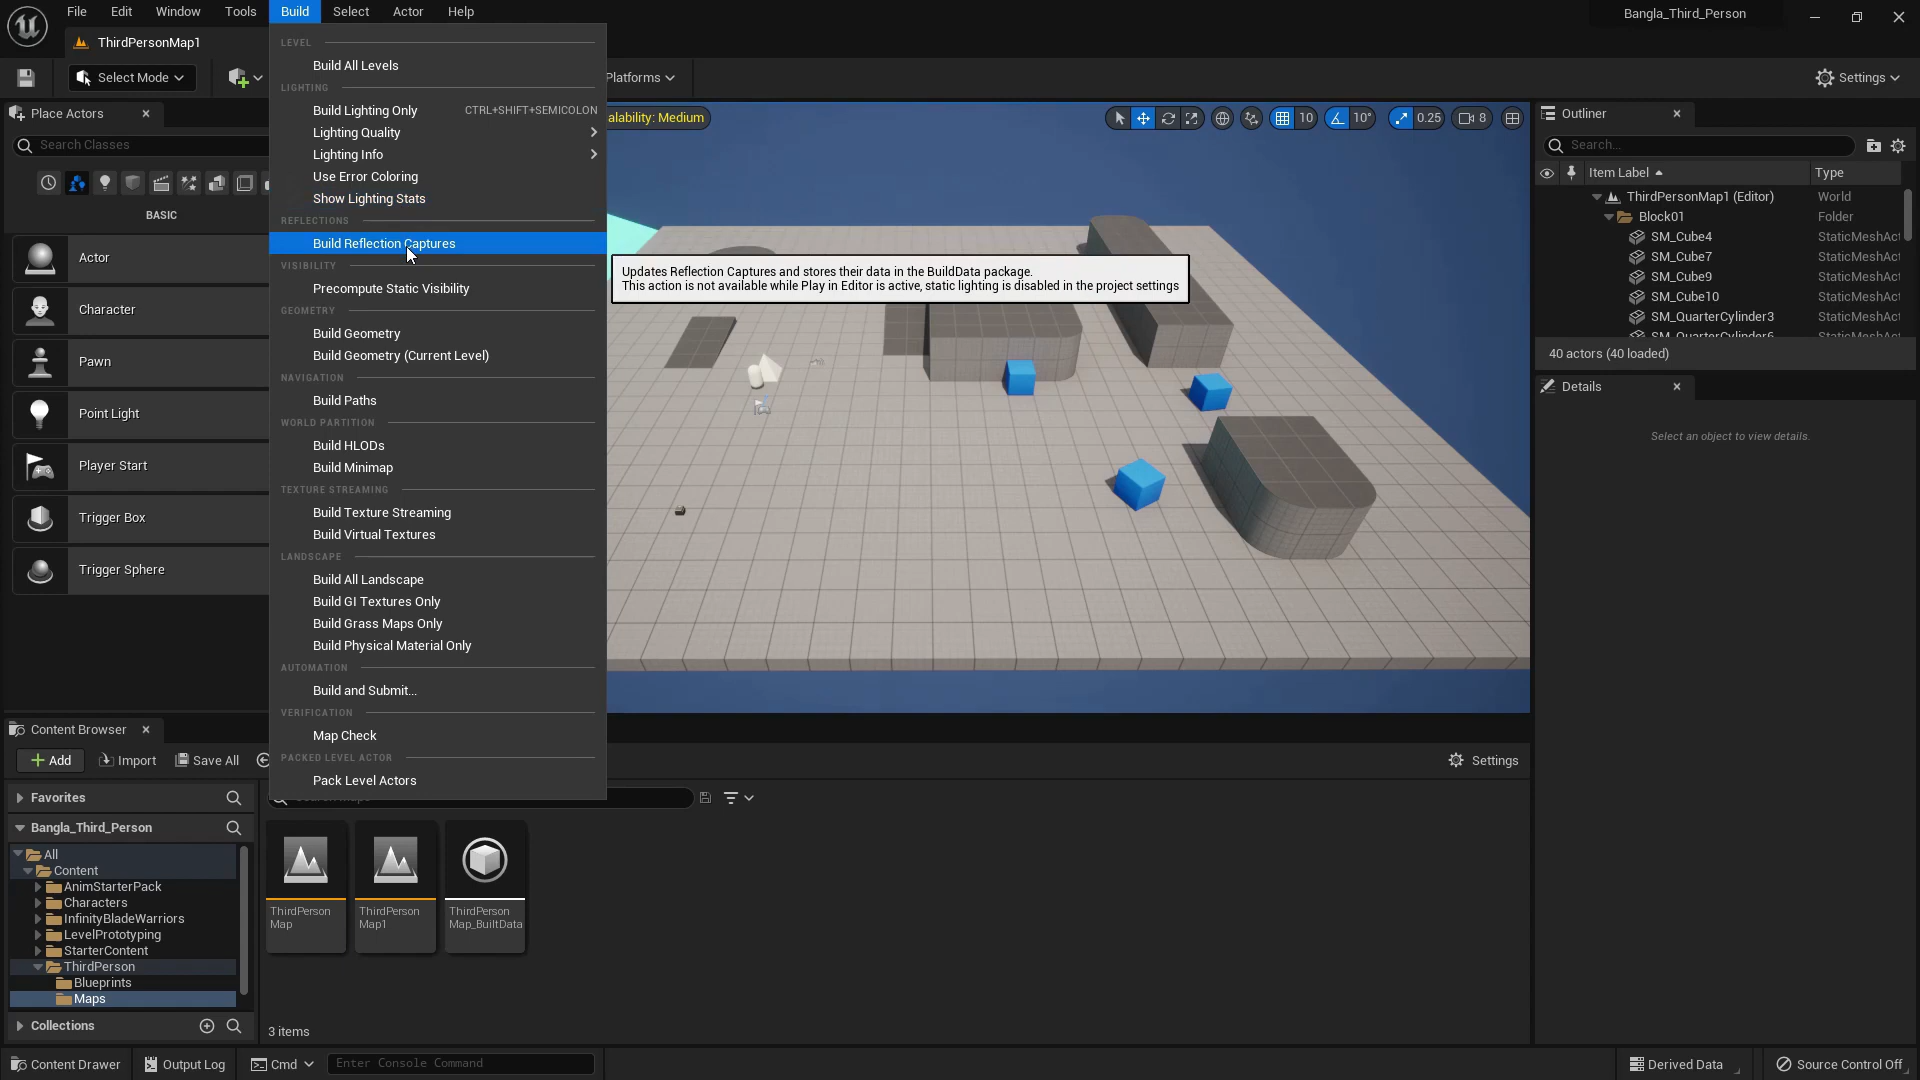 File Edit Window Tools Build Select Actor Help
Bangla_Third_Person
ThirdPersonMap1
Select Mode
Platforms
Settings
LEVEL
Build All Levels
LIGHTING
Build Lighting Only CTRL+SHIFT+SEMICOLON
Lighting Quality
Lighting Info
Use Error Coloring
Show Lighting Stats
REFLECTIONS
Build Reflection Captures
VISIBILITY
Precompute Static Visibility
GEOMETRY
Build Geometry
Build Geometry (Current Level)
NAVIGATION
Build Paths
WORLD PARTITION
Build HLODs
Build Minimap
TEXTURE STREAMING
Build Texture Streaming
Build Virtual Textures
LANDSCAPE
Build All Landscape
Build GI Textures Only
Build Grass Maps Only
Build Physical Material Only
AUTOMATION
Build and Submit...
VERIFICATION
Map Check
PACKED LEVEL ACTOR
Pack Level Actors
Updates Reflection Captures and stores their data in the BuildData package.
This action is not available while Play in Editor is active, static lighting is disabled in the project settings
Place Actors
Search Classes
BASIC
Actor
Character
Pawn
Point Light
Player Start
Trigger Box
Trigger Sphere
alability: Medium
10 10° 0.25 8
Outliner
Search...
Item Label Type
ThirdPersonMap1 (Editor) World
Block01 Folder
SM_Cube4 StaticMeshAct
SM_Cube7 StaticMeshAct
SM_Cube9 StaticMeshAct
SM_Cube10 StaticMeshAct
SM_QuarterCylinder3 StaticMeshAct
SM_QuarterCylinder6 StaticMeshAct
40 actors (40 loaded)
Details
Select an object to view details.
Content Browser
Add Import Save All
Settings
Favorites
Bangla_Third_Person
All
Content
AnimStarterPack
Characters
InfinityBladeWarriors
LevelPrototyping
StarterContent
ThirdPerson
Blueprints
Maps
Collections
ThirdPerson
Map
ThirdPerson
Map1
ThirdPerson
Map_BuiltData
3 items
Content Drawer Output Log Cmd Enter Console Command
Derived Data Source Control Off